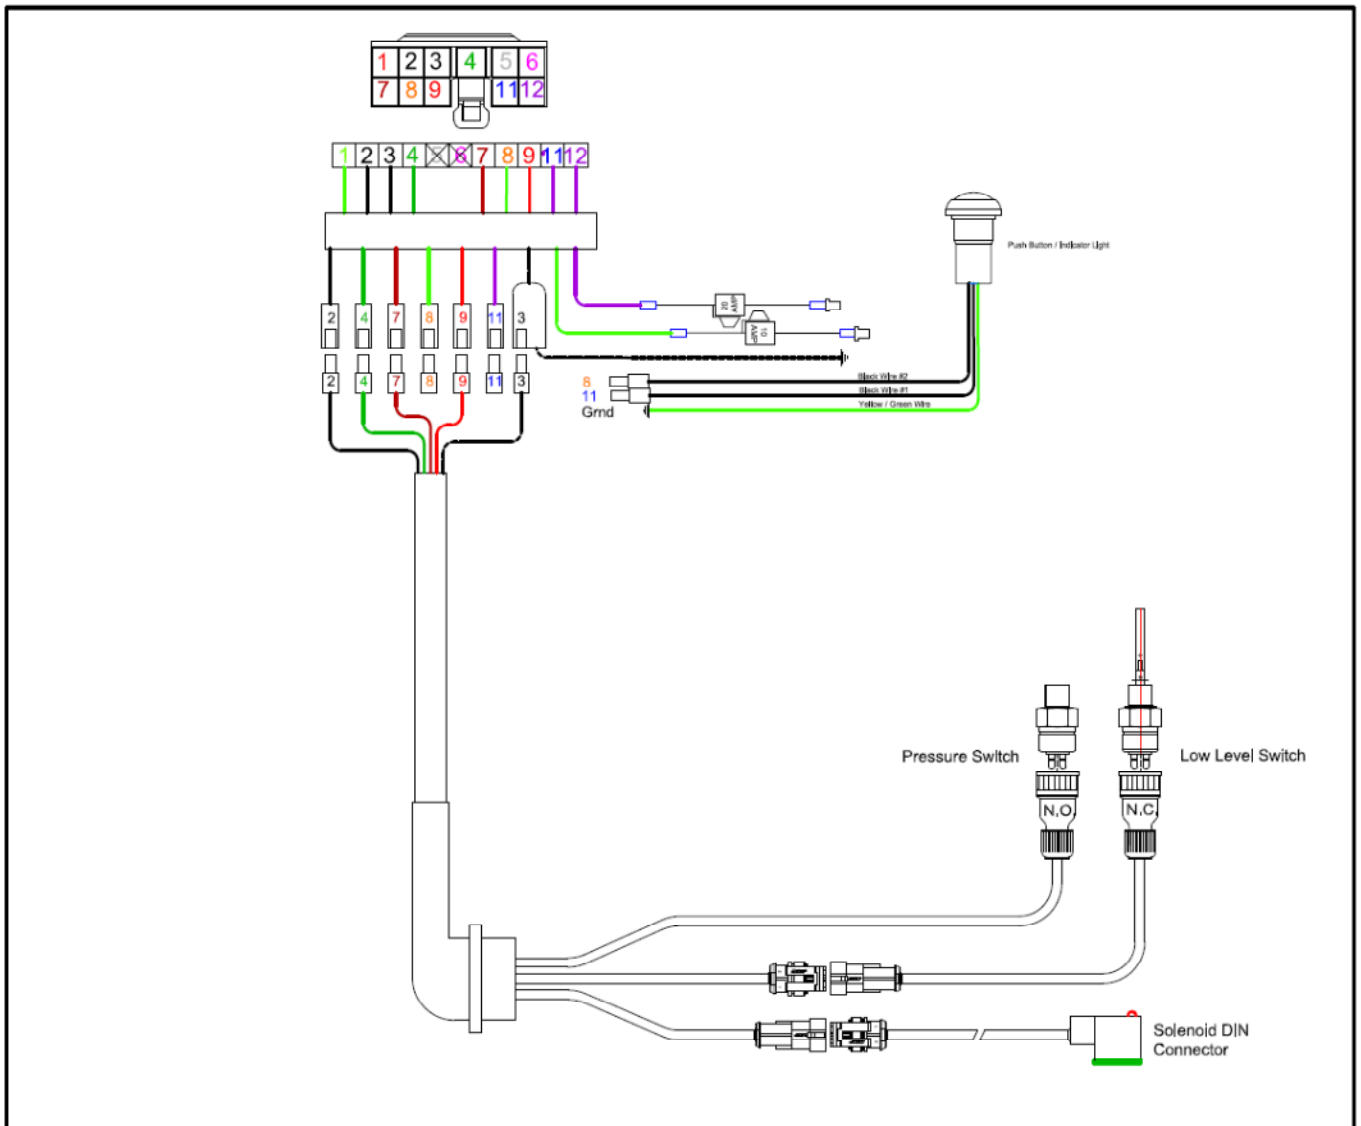 1 2 3 4 5 6
7 8 9 11 12
1 2 3 4 5 6 7 8 9 11 12
Push Button / Indicator Light
20 AMP
10 AMP
2 4 7 8 9 11 3
2 4 7 8 9 11 3
8
11
Grnd
Black Wire #2
Black Wire #1
Yellow / Green Wire
Pressure Switch
Low Level Switch
N.O.
N.C.
Solenoid DIN
Connector